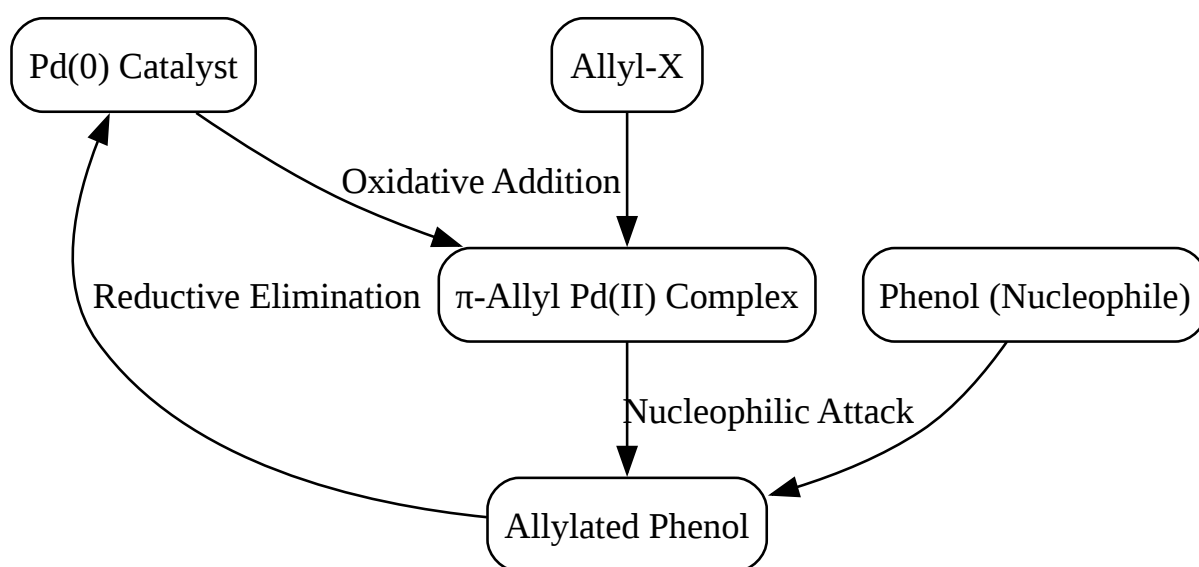 Pd(0) Catalyst
Allyl-X
Oxidative Addition
Reductive Elimination
π-Allyl Pd(II) Complex
Phenol (Nucleophile)
Nucleophilic Attack
Allylated Phenol